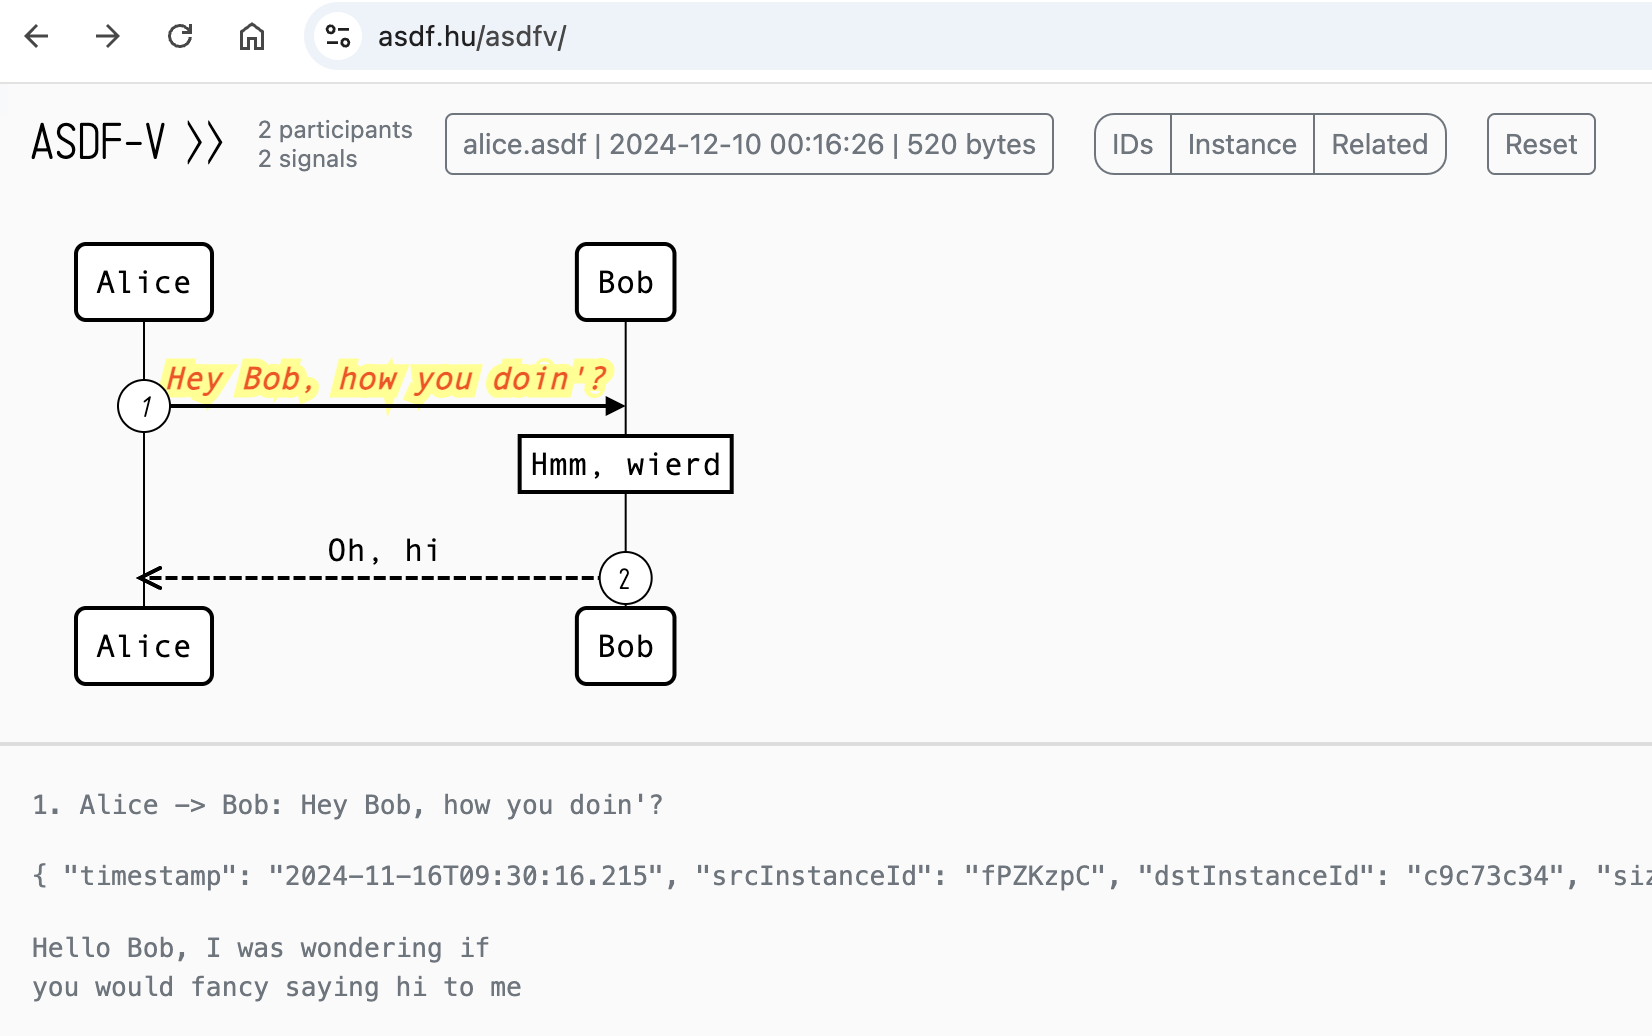 asdf.hu/asdfv/
ASDF-V >>
2 participants
2 signals
alice.asdf | 2024-12-10 00:16:26 | 520 bytes
IDs
Instance
Related
Reset
Alice
Bob
Hey Bob, how you doin'?
1
Hmm, wierd
Oh, hi
2
Alice
Bob
1. Alice -> Bob: Hey Bob, how you doin'?
{ "timestamp": "2024-11-16T09:30:16.215", "srcInstanceId": "fPZKzpC", "dstInstanceId": "c9c73c34", "siz
Hello Bob, I was wondering if
you would fancy saying hi to me